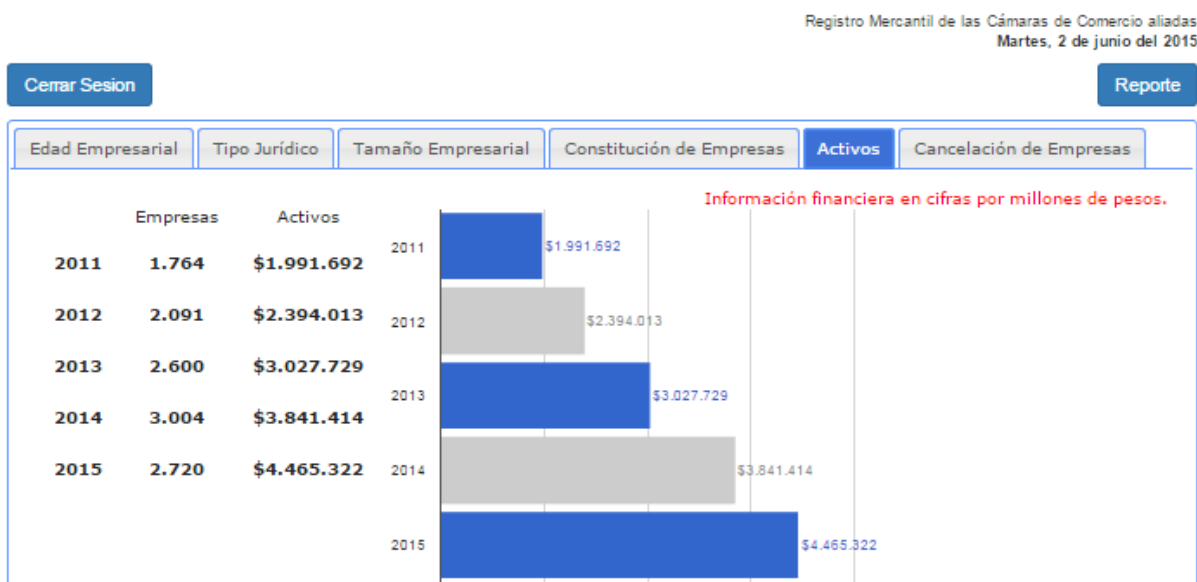 Registro Mercantil de las Cámaras de Comercio aliadas
Martes, 2 de junio del 2015
Cerrar Sesion
Reporte
Edad Empresarial
Tipo Jurídico
Tamaño Empresarial
Constitución de Empresas
Activos
Cancelación de Empresas
Información financiera en cifras por millones de pesos.
Empresas Activos
2011 1.764 $1.991.692
2012 2.091 $2.394.013
2013 2.600 $3.027.729
2014 3.004 $3.841.414
2015 2.720 $4.465.322
2011 $1.991.692
2012 $2.394.013
2013 $3.027.729
2014 $3.841.414
2015 $4.465.322